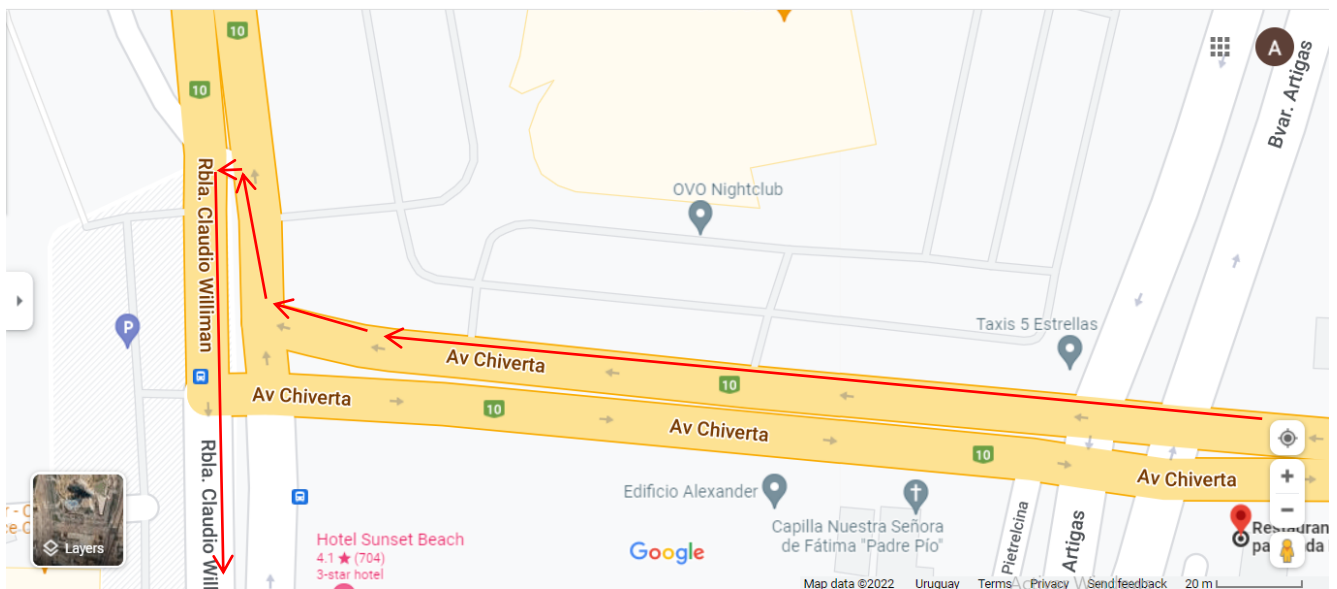 10
10
A
Bvar. Artigas
Rbla. Claudio Williman
OVO Nightclub
P
Taxis 5 Estrellas
Av Chiverta
10
Av Chiverta
10
Av Chiverta
10
Av Chiverta
Rbla. Claudio Will
Edificio Alexander
Capilla Nuestra Señora
de Fátima "Padre Pío"
Pietrelcina
Artigas
Restauran
Layers
Hotel Sunset Beach
4.1 ★ (704)
3-star hotel
Google
Map data ©2022 Uruguay Terms Privacy Send feedback 20 m